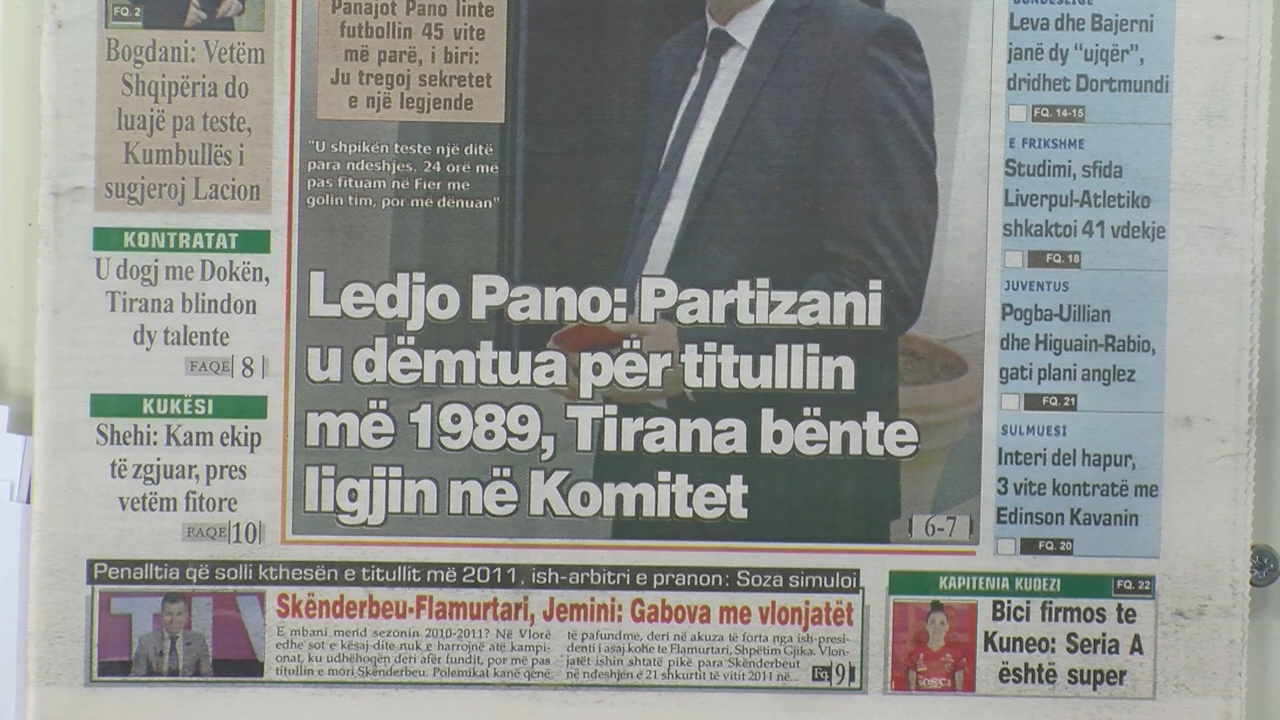 FQ. 2
Bogdani: Vetëm
Shqipëria do
luajë pa teste,
Kumbullës i
sugjeroj Lacion
KONTRATAT
U dogj me Dokën,
Tirana blindon
dy talente
FAQE 8
KUKËSI
Shehi: Kam ekip
të zgjuar, pres
vetëm fitore
FAQE 10
Panajot Pano linte
futbollin 45 vite
më parë, i biri:
Ju tregoj sekretet
e një legjende
"U shpikën teste një ditë
para ndeshjes. 24 orë më
pas fituam në Fier me
golin tim, por më dënuan"
Ledjo Pano: Partizani
u dëmtua për titullin
më 1989, Tirana bënte
ligjin në Komitet
6-7
BUNDESLIGE
Leva dhe Bajerni
janë dy "ujqër",
dridhet Dortmundi
FQ. 14-15
E FRIKSHME
Studimi, sfida
Liverpul-Atletiko
shkaktoi 41 vdekje
FQ. 18
JUVENTUS
Pogba-Uillian
dhe Higuain-Rabio,
gati plani anglez
FQ. 21
SULMUESI
Interi del hapur,
3 vite kontratë me
Edinson Kavanin
FQ. 20
Penalltia që solli kthesën e titullit më 2011, ish-arbitri e pranon: Soza simuloi
Skënderbeu-Flamurtari, Jemini: Gabova me vlonjatët
E mbani mend sezonin 2010-2011? Në Vlorë
edhe sot e kësaj dite nuk e harrojnë atë kampi-
onat, ku udhëhoqën deri afër fundit, por më pas
titullin e mori Skënderbeu. Polemikat kanë qenë
të pafundme, deri në akuza të forta nga ish-presi-
denti i asaj kohe te Flamurtari, Shpëtim Gjika. Vlon-
jatët ishin shtatë pikë para Skënderbeut
në ndeshjen e 21 shkurtit të vitit 2011 në...
FQ 9
KAPITENIA KUQEZI
FQ. 22
Bici firmos te
Kuneo: Seria A
është super